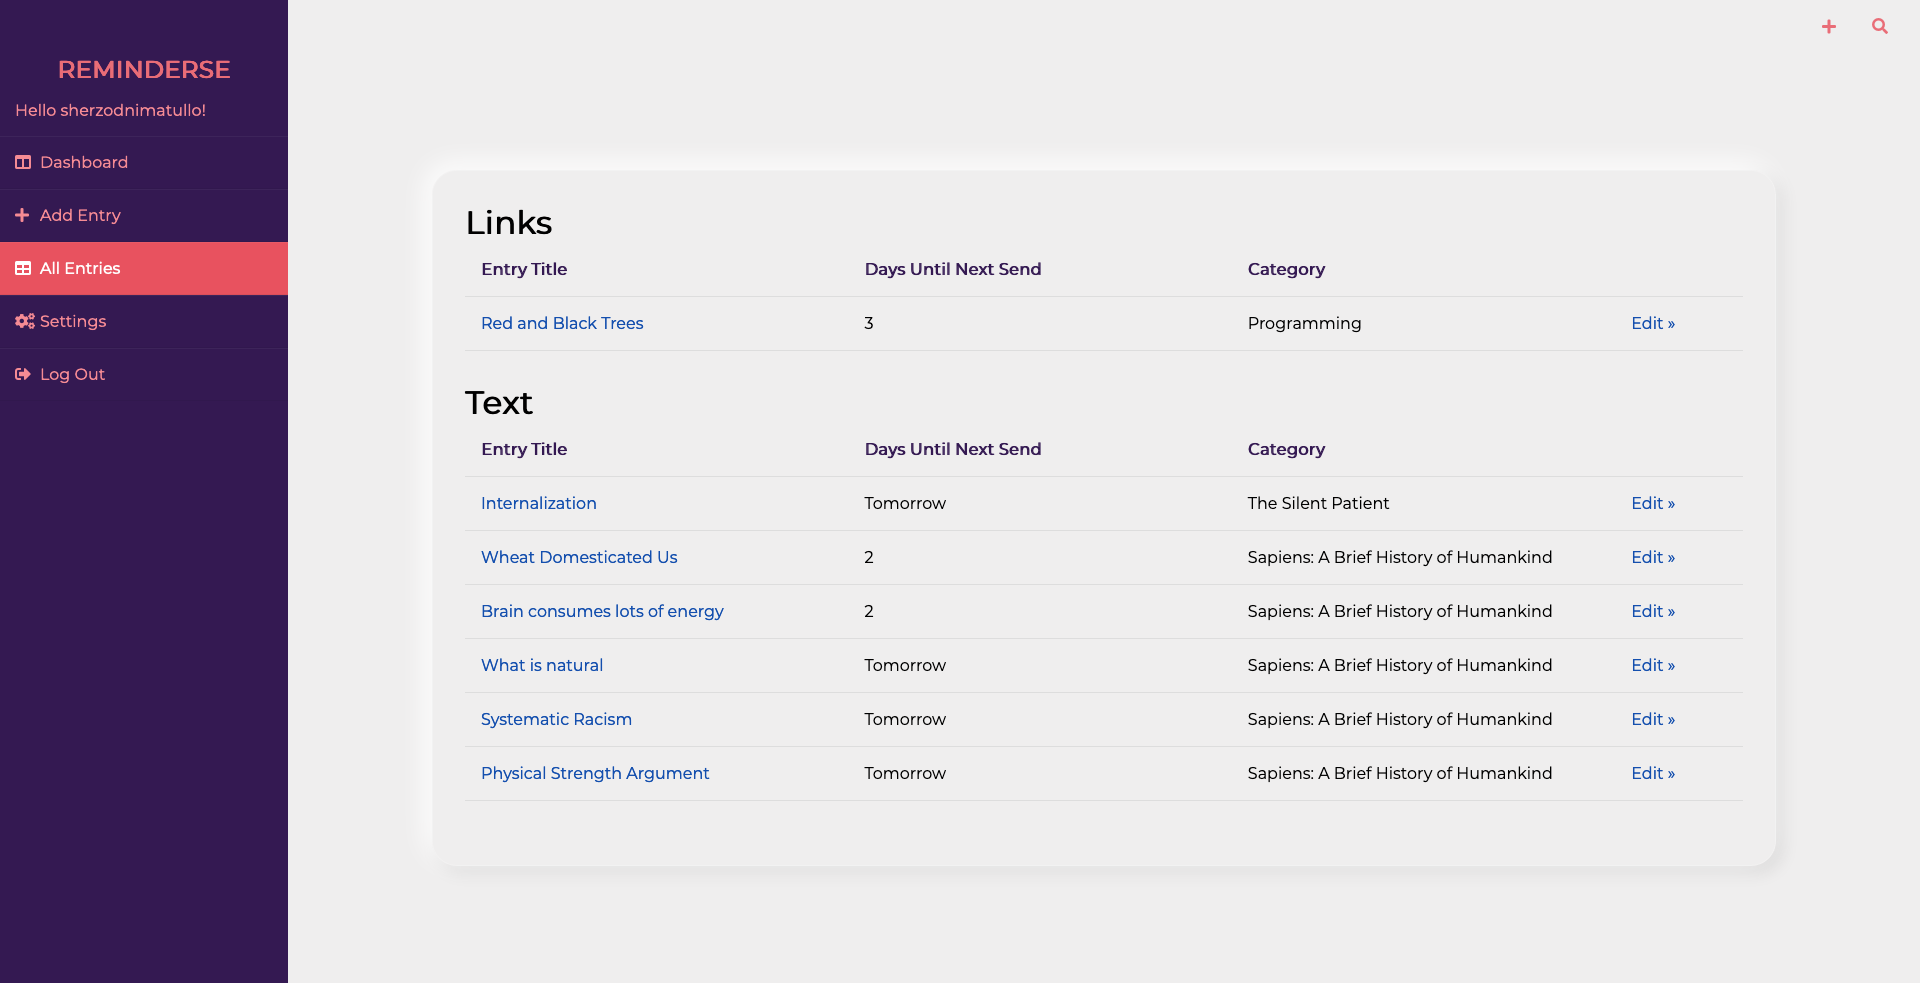 REMINDERSE
Hello sherzodnimatullo!
Dashboard
Add Entry
All Entries
Settings
Log Out
Links
Entry Title Days Until Next Send Category
Red and Black Trees 3 Programming Edit »
Text
Entry Title Days Until Next Send Category
Internalization Tomorrow The Silent Patient Edit »
Wheat Domesticated Us 2 Sapiens: A Brief History of Humankind Edit »
Brain consumes lots of energy 2 Sapiens: A Brief History of Humankind Edit »
What is natural Tomorrow Sapiens: A Brief History of Humankind Edit »
Systematic Racism Tomorrow Sapiens: A Brief History of Humankind Edit »
Physical Strength Argument Tomorrow Sapiens: A Brief History of Humankind Edit »